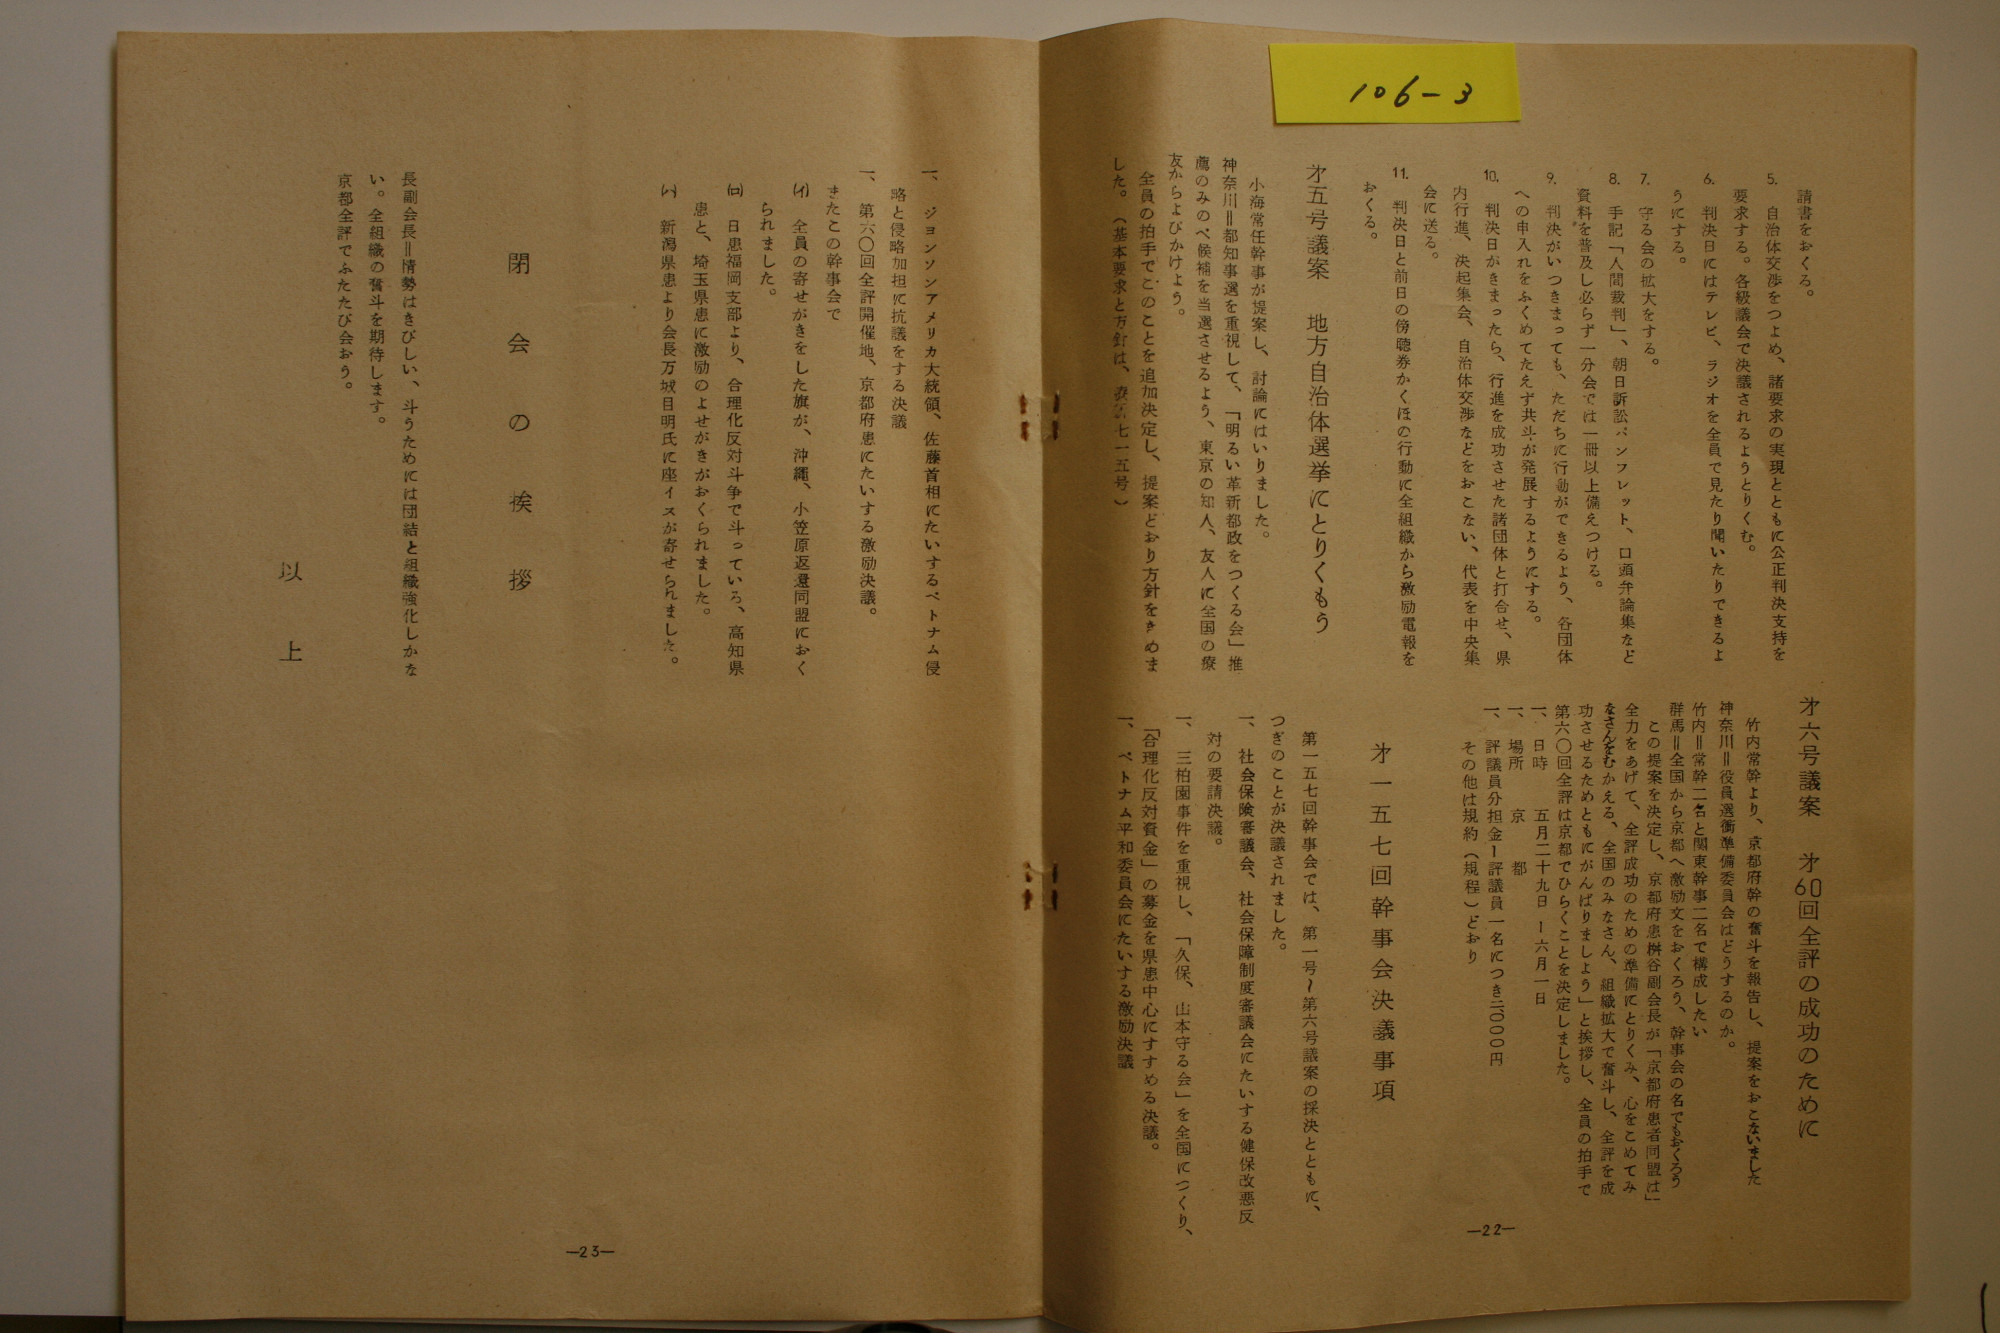 106-3
請書をおくる。
5. 自治体交渉をつよめ、諸要求の実現とともに公正判決支持を
要求する。各級議会で決議されるようとりくむ。
6. 判決日にはテレビ、ラジオを全員で見たり聞いたりできるよ
うにする。
7. 守る会の拡大をする。
8. 手記「人間裁判」、朝日訴訟パンフレット、口頭弁論集など
資料を普及し必らず一分会では一冊以上備えつける。
9. 判決がいつきまっても、ただちに行動ができるよう、各団体
への申入れをふくめてたえず共斗が発展するようにする。
10. 判決日がきまったら、行進を成功させた諸団体と打合せ、県
内行進、決起集会、自治体交渉などをおこない、代表を中央集
会に送る。
11. 判決日と前日の傍聴券かくほの行動に全組織から激励電報を
おくる。
才五号議案 地方自治体選挙にとりくもう
小海常任幹事が提案し、討論にはいりました。
神奈川＝都知事選を重視して、「明るい革新都政をつくる会」推
薦のみのべ候補を当選させるよう、東京の知人、友人に全国の療
友からよびかけよう。
全員の拍手でこのことを追加決定し、提案どおり方針をきめま
した。（基本要求と方針は、療 七一五号）
才六号議案 才60回全評の成功のために
竹内常幹より、京都府幹の奮斗を報告し、提案をおこないました
神奈川＝役員選衝準備委員会はどうするのか。
竹内＝常幹二名と関東幹事二名で構成したい
群馬＝全国から京都へ激励文をおくろう、幹事会の名でもおくろう
この提案を決定し、京都府患桝谷副会長が「京都府患者同盟は
全力をあげて、全評成功のための準備にとりくみ、心をこめてみ
なさんをむかえる、全国のみなさん、組織拡大で奮斗し、全評を成
功させるためともにがんばりましよう」と挨拶し、全員の拍手で
第六〇回全評は京都でひらくことを決定しました。
一、日時 五月二十九日ー六月一日
一、場所 京都
一、評議員分担金ー評議員一名につき二、〇〇〇円
その他は規約（規程）どおり
才一五七回幹事会決議事項
第一五七回幹事会では、第一号〜第六号議案の採決とともに、
つぎのことが決議されました。
一、社会保険審議会、社会保障制度審議会にたいする健保改悪反
対の要請決議。
一、三柏園事件を重視し、「久保、山本守る会」を全国につくり、
「合理化反対資金」の募金を県患中心にすすめる決議。
一、ベトナム平和委員会にたいする激励決議
—22—
一、ジヨンソンアメリカ大統領、佐藤首相にたいするベトナム侵
略と侵略加担に抗議をする決議
一、第六〇回全評開催地、京都府患にたいする激励決議。
またこの幹事会で
(イ) 全員の寄せがきをした旗が、沖縄、小笠原返還同盟におく
られました。
(ロ) 日患福岡支部より、合理化反対斗争で斗っている、高知県
患と、埼玉県患に激励のよせがきがおくられました。
(ハ) 新潟県患より会長万城目明氏に座イスが寄せられました。
閉会の挨拶
長副会長＝情勢はきびしい、斗うためには団結と組織強化しかな
い。全組織の奮斗を期待します。
京都全評でふたたび会おう。
以上
—23—